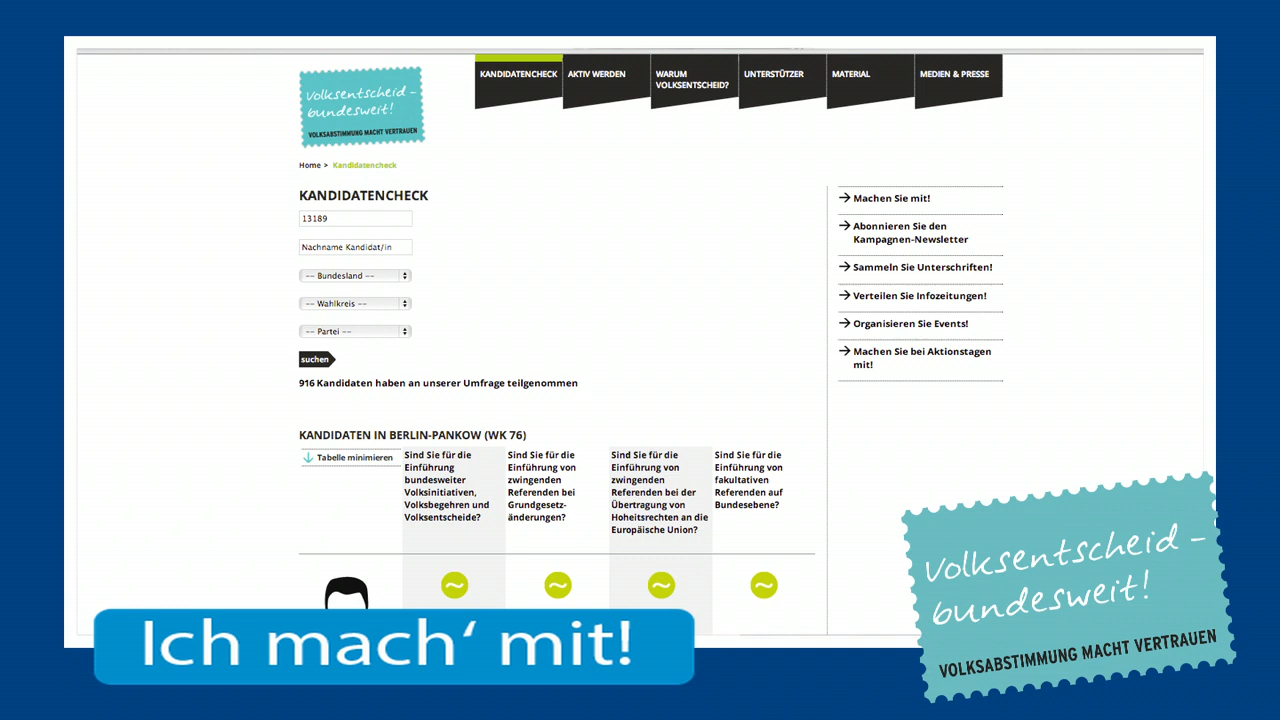 KANDIDATENCHECK
AKTIV WERDEN
WARUM
VOLKSENTSCHEID?
UNTERSTÜTZER
MATERIAL
MEDIEN & PRESSE
Volksentscheid –
bundesweit!
VOLKSABSTIMMUNG MACHT VERTRAUEN
Home > Kandidatencheck
KANDIDATENCHECK
13189
Nachname Kandidat/in
-- Bundesland --
-- Wahlkreis --
-- Partei --
suchen
916 Kandidaten haben an unserer Umfrage teilgenommen
Machen Sie mit!
Abonnieren Sie den
Kampagnen-Newsletter
Sammeln Sie Unterschriften!
Verteilen Sie Infozeitungen!
Organisieren Sie Events!
Machen Sie bei Aktionstagen
mit!
KANDIDATEN IN BERLIN-PANKOW (WK 76)
Tabelle minimieren
Sind Sie für die
Einführung
bundesweiter
Volksinitiativen,
Volksbegehren und
Volksentscheide?
Sind Sie für die
Einführung von
zwingenden
Referenden bei
Grundgesetz-
änderungen?
Sind Sie für die
Einführung von
zwingenden
Referenden bei der
Übertragung von
Hoheitsrechten an die
Europäische Union?
Sind Sie für die
Einführung von
fakultativen
Referenden auf
Bundesebene?
Ich mach‘ mit!
Volksentscheid –
bundesweit!
VOLKSABSTIMMUNG MACHT VERTRAUEN